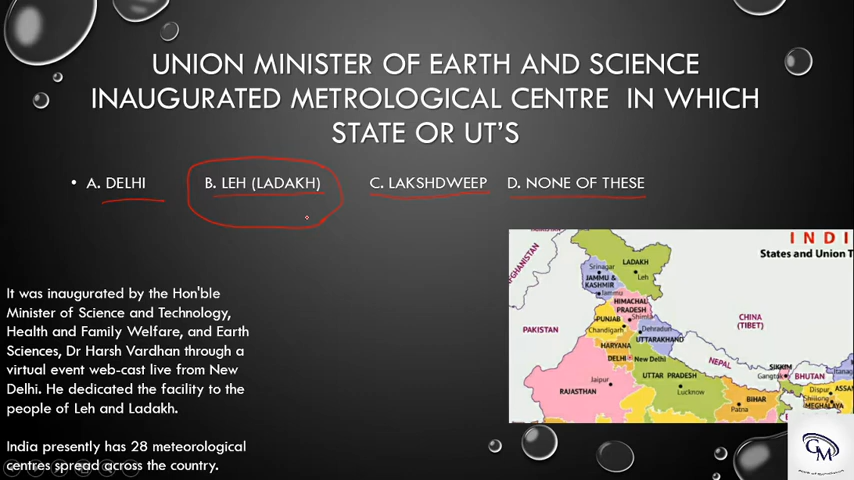 UNION MINISTER OF EARTH AND SCIENCE
INAUGURATED METROLOGICAL CENTRE IN WHICH
STATE OR UT'S
• A. DELHI B. LEH (LADAKH) C. LAKSHDWEEP D. NONE OF THESE
It was inaugurated by the Hon'ble
Minister of Science and Technology,
Health and Family Welfare, and Earth
Sciences, Dr Harsh Vardhan through a
virtual event web-cast live from New
Delhi. He dedicated the facility to the
people of Leh and Ladakh.
India presently has 28 meteorological
centres spread across the country.
INDI
States and Union T
LADAKH
Srinagar
Leh
JAMMU &
KASHMIR
Jammu
HIMACHAL
PRADESH
Shimla
PUNJAB
Chandigarh
Dehradun
UTTARAKHAND
CHINA
(TIBET)
PAKISTAN
HARYANA
DELHI
New Delhi
NEPAL
SIKKIM
Gangtok
BHUTAN
Jaipur
RAJASTHAN
UTTAR PRADESH
Lucknow
BIHAR
Patna
Dispur
ASSA
Shillong
MEGHALAYA
GM